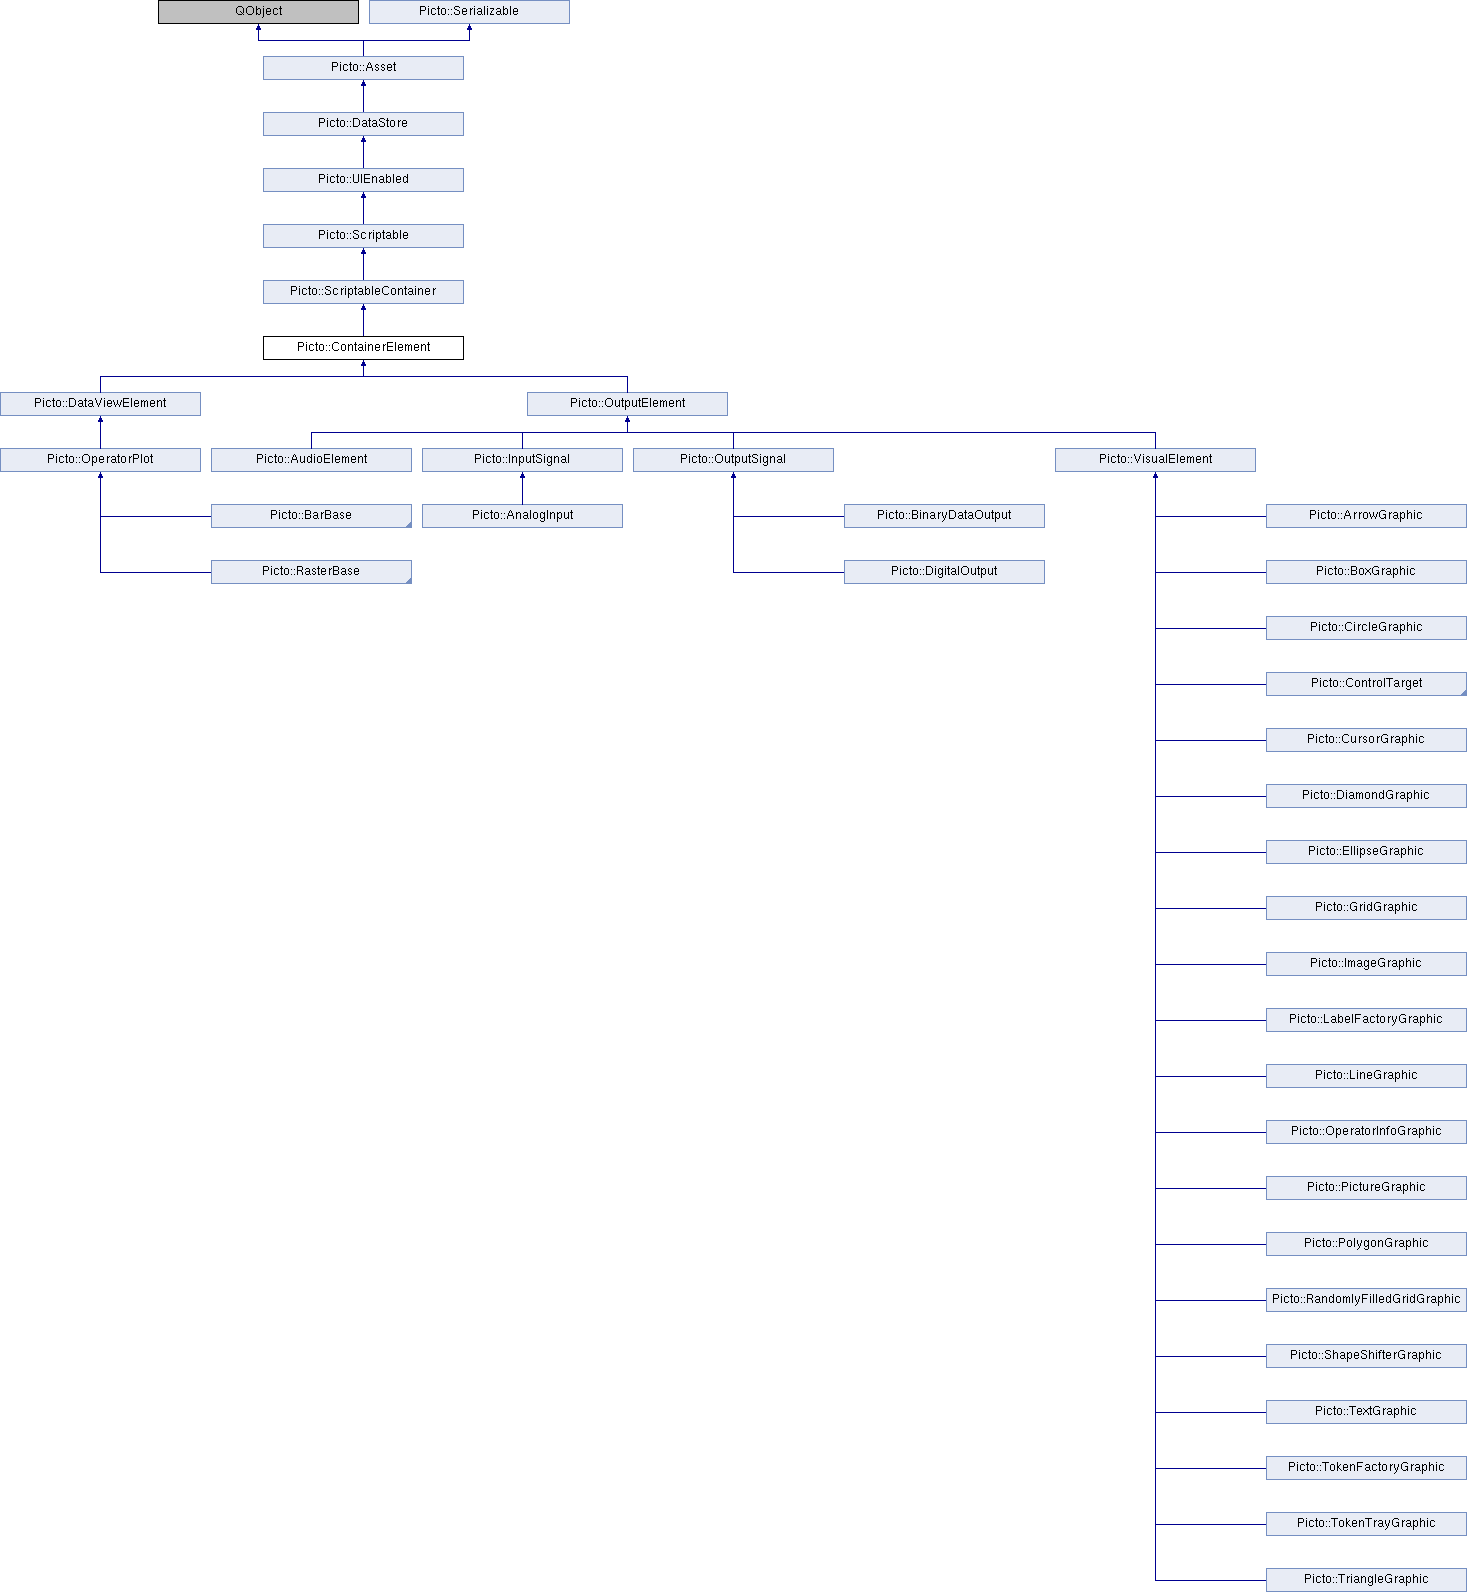 QObject
Picto::Serializable
Picto::Asset
Picto::DataStore
Picto::UIEnabled
Picto::Scriptable
Picto::ScriptableContainer
Picto::ContainerElement
Picto::DataViewElement
Picto::OutputElement
Picto::OperatorPlot
Picto::AudioElement
Picto::InputSignal
Picto::OutputSignal
Picto::VisualElement
Picto::BarBase
Picto::AnalogInput
Picto::BinaryDataOutput
Picto::ArrowGraphic
Picto::RasterBase
Picto::DigitalOutput
Picto::BoxGraphic
Picto::CircleGraphic
Picto::ControlTarget
Picto::CursorGraphic
Picto::DiamondGraphic
Picto::EllipseGraphic
Picto::GridGraphic
Picto::ImageGraphic
Picto::LabelFactoryGraphic
Picto::LineGraphic
Picto::OperatorInfoGraphic
Picto::PictureGraphic
Picto::PolygonGraphic
Picto::RandomlyFilledGridGraphic
Picto::ShapeShifterGraphic
Picto::TextGraphic
Picto::TokenFactoryGraphic
Picto::TokenTrayGraphic
Picto::TriangleGraphic